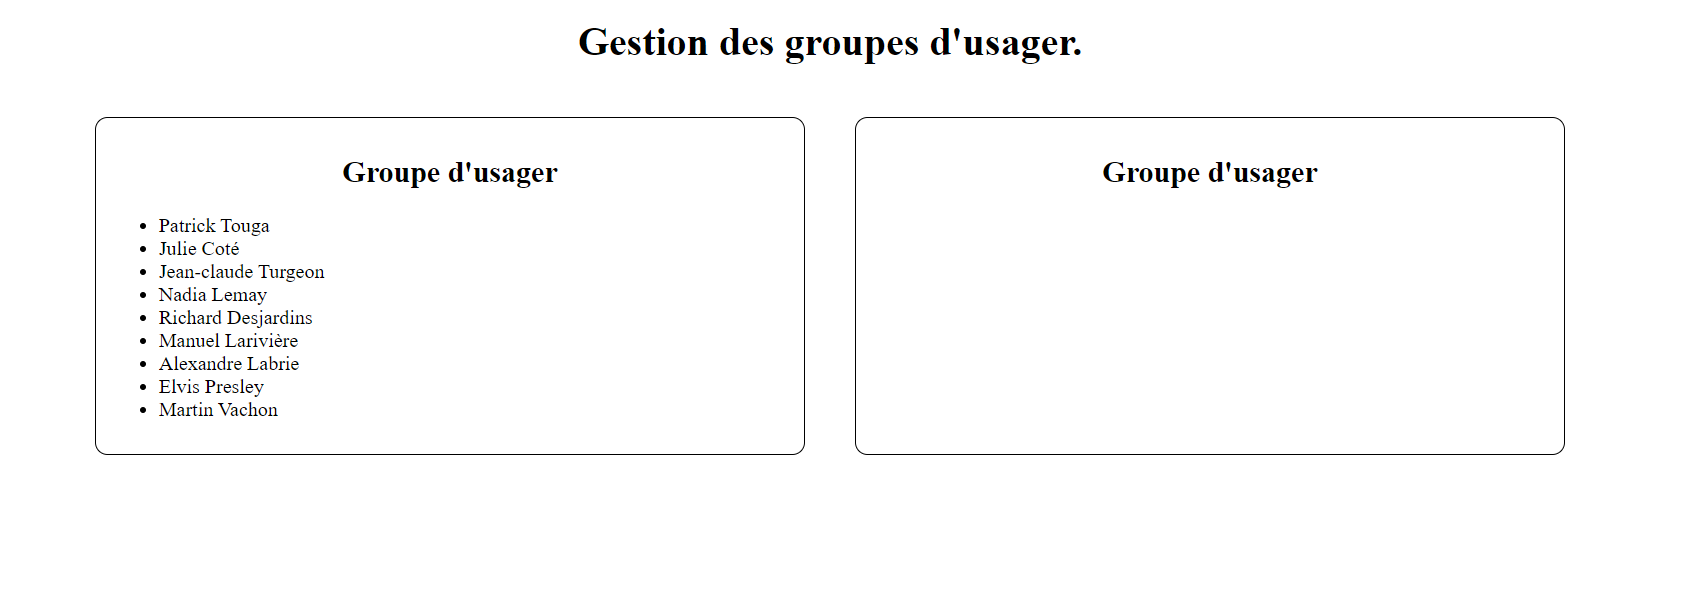 Gestion des groupes d'usager.
Groupe d'usager
Patrick Touga
Julie Coté
Jean-claude Turgeon
Nadia Lemay
Richard Desjardins
Manuel Larivière
Alexandre Labrie
Elvis Presley
Martin Vachon
Groupe d'usager